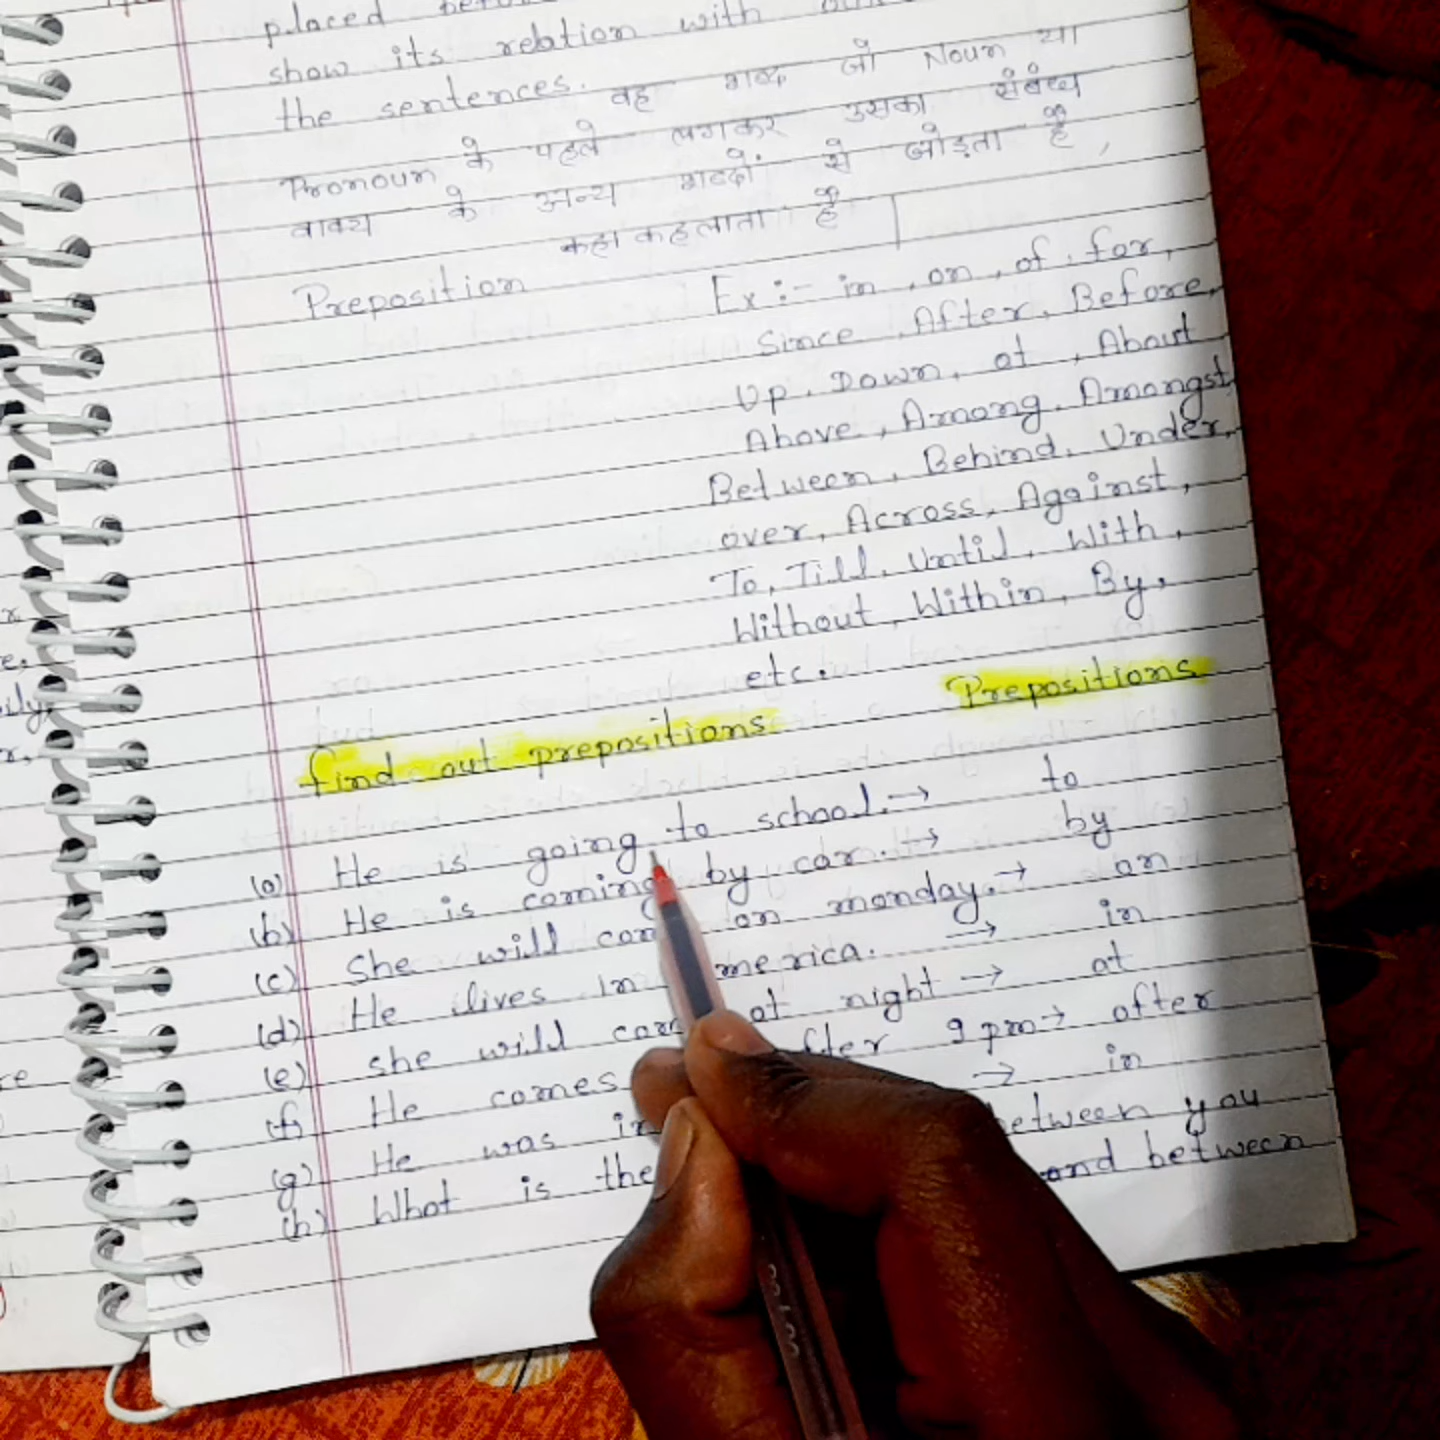 placed
show its relation with
the sentences. वह शब्द जो Noun या
Pronoun के पहले लगकर उसका संबंध
वाक्य के अन्य शब्दों से जोड़ता है,
Preposition कहलाता है |
Ex :- in, on, of, for,
Since, After, Before,
Up, Down, at, About
Above, Among, Amongst,
Between, Behind, Under,
over, Across, Against,
To, Till, Until, With,
Without, Within, By,
etc.
find out prepositions Prepositions
(a) He is going to school. → to
(b) He is coming by car. → by
(c) She will on monday. → on
(d) He lives in merica. → in
(e) she will at night → at
(f) He comes 9 pm → after
(g) He was in → in
(h) What is the between you
and between